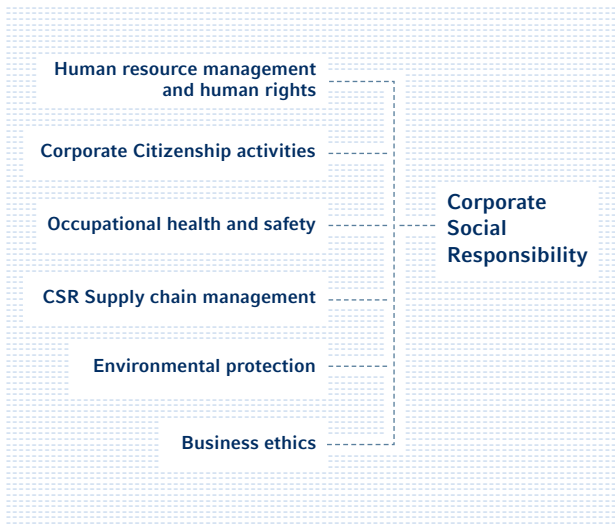 Human resource management
and human rights
Corporate Citizenship activities
Occupational health and safety
CSR Supply chain management
Environmental protection
Business ethics
Corporate
Social
Responsibility